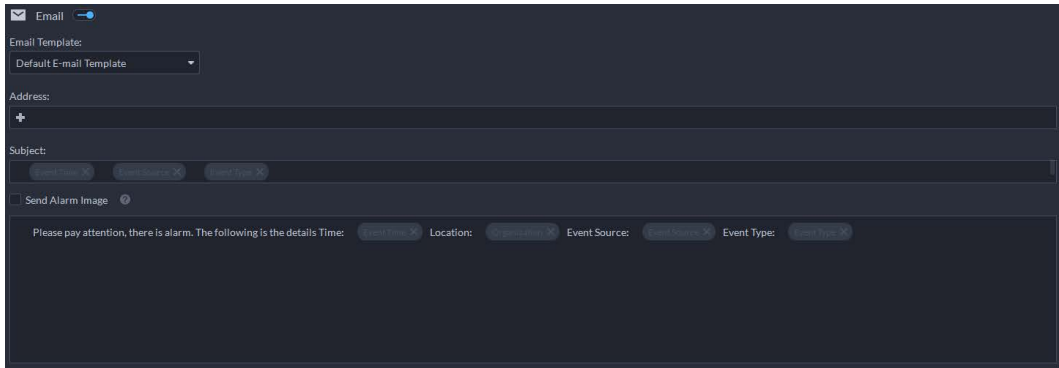 Email
Email Template:
Default E-mail Template
Address:
Subject:
Event Time Event Source Event Type
Send Alarm Image
Please pay attention, there is alarm. The following is the details Time: Event Time Location: Organization Event Source: Event Source Event Type: Event Type